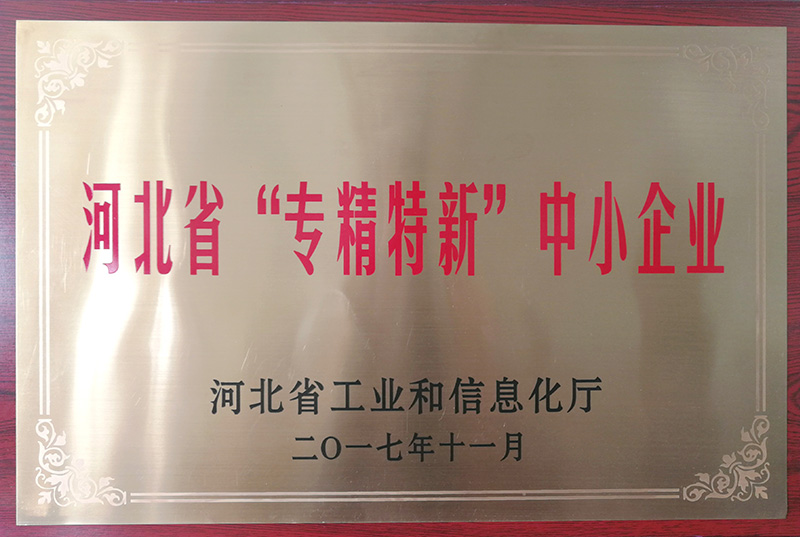 河北省“专精特新”中小企业
河北省工业和信息化厅
二〇一七年十一月